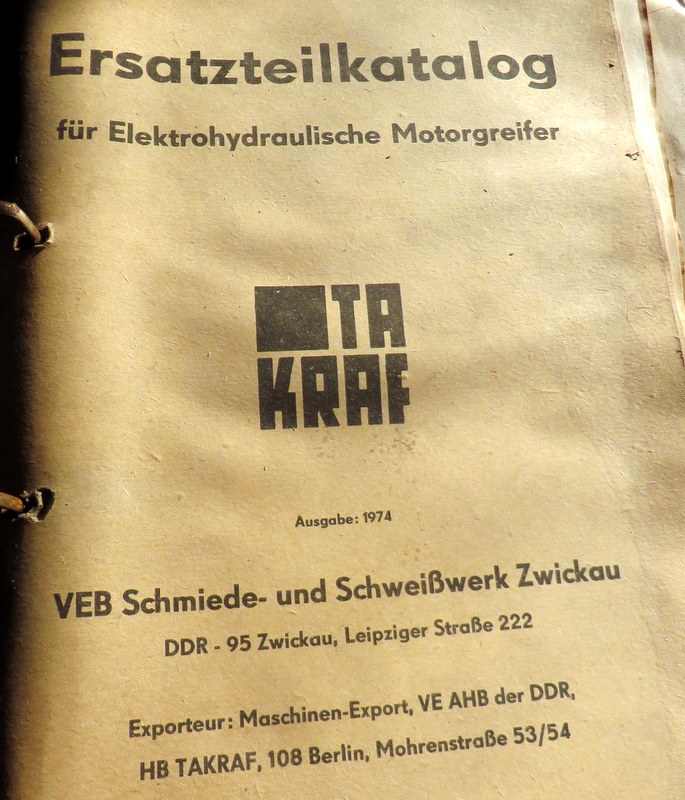 Ersatzteilkatalog
für Elektrohydraulische Motorgreifer
TA
KRAF
Ausgabe: 1974
VEB Schmiede- und Schweißwerk Zwickau
DDR - 95 Zwickau, Leipziger Straße 222
Exporteur: Maschinen-Export, VE AHB der DDR,
HB TAKRAF, 108 Berlin, Mohrenstraße 53/54